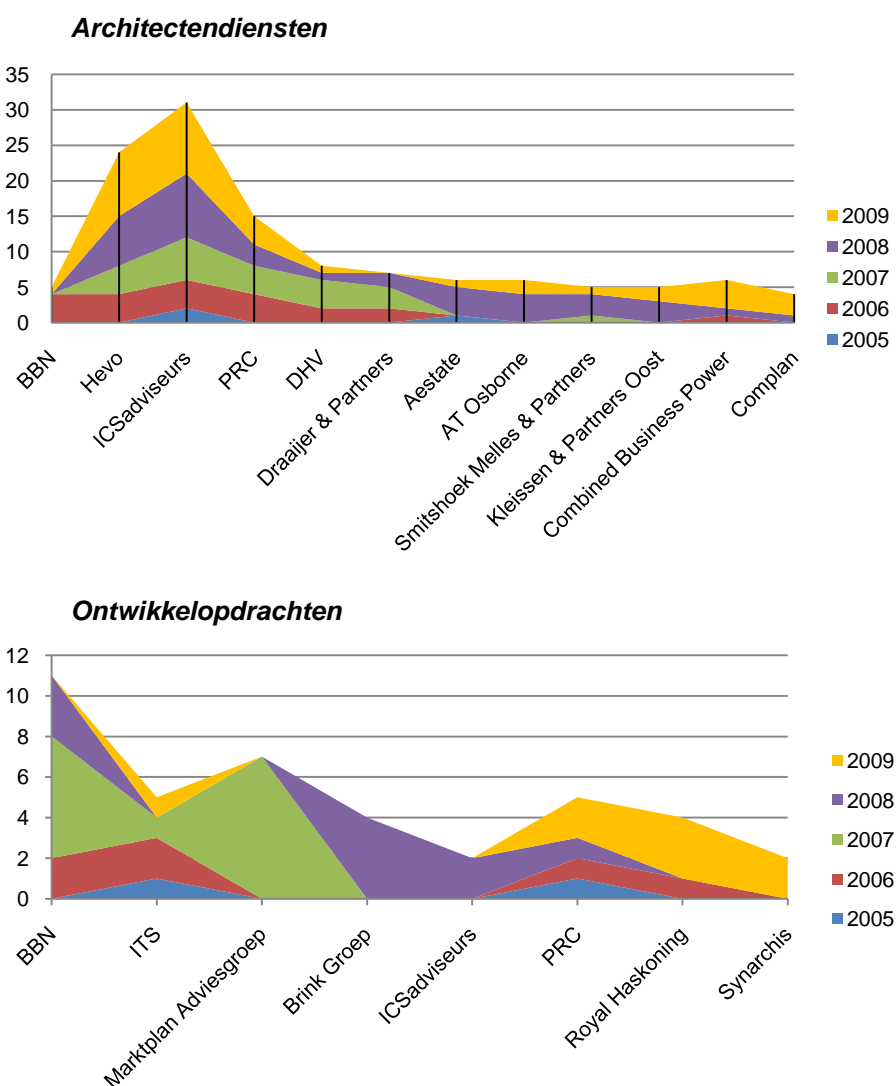 Architectendiensten
35
30
25
20
15
10
5
0
2009
2008
2007
2006
2005
BBN
Hevo
ICSadviseurs
PRC
DHV
Draaijer & Partners
Aestate
AT Osborne
Smitshoek Melles & Partners
Kleissen & Partners Oost
Combined Business Power
Complan
Ontwikkelopdrachten
12
10
8
6
4
2
0
2009
2008
2007
2006
2005
BBN
ITS
Marktplan Adviesgroep
Brink Groep
ICSadviseurs
PRC
Royal Haskoning
Synarchis